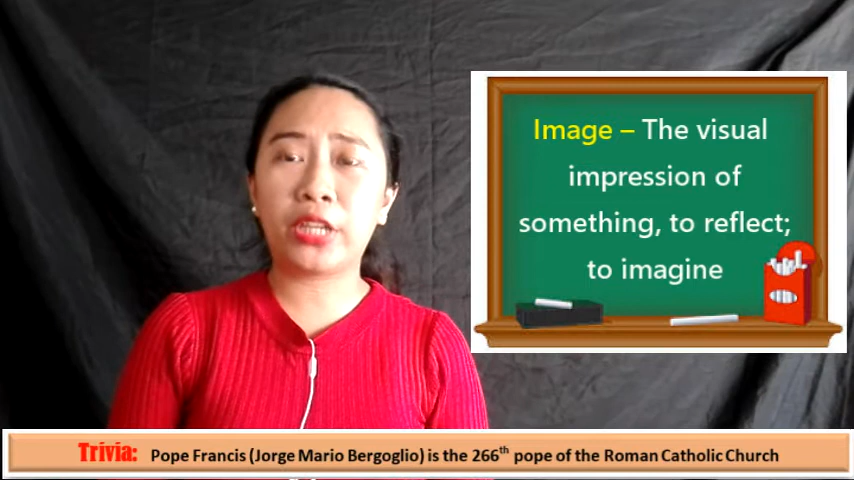 Image – The visual
impression of
something, to reflect;
to imagine
Trivia: Pope Francis (Jorge Mario Bergoglio) is the 266th pope of the Roman Catholic Church